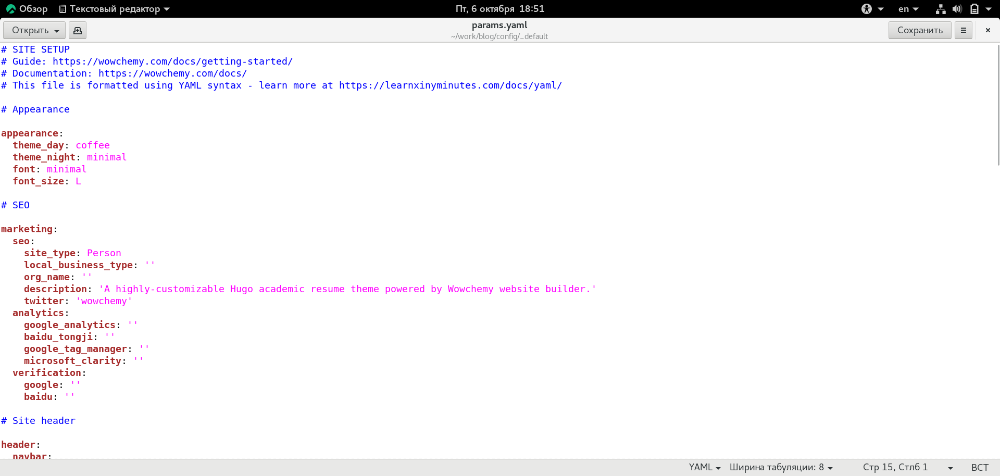 Обзор Текстовый редактор Пт, 6 октября 18:51 en
Открыть params.yaml Сохранить
~/work/blog/config/_default
# SITE SETUP
# Guide: https://wowchemy.com/docs/getting-started/
# Documentation: https://wowchemy.com/docs/
# This file is formatted using YAML syntax - learn more at https://learnxinyminutes.com/docs/yaml/
# Appearance
appearance:
  theme_day: coffee
  theme_night: minimal
  font: minimal
  font_size: L
# SEO
marketing:
  seo:
    site_type: Person
    local_business_type: ''
    org_name: ''
    description: 'A highly-customizable Hugo academic resume theme powered by Wowchemy website builder.'
    twitter: 'wowchemy'
  analytics:
    google_analytics: ''
    baidu_tongji: ''
    google_tag_manager: ''
    microsoft_clarity: ''
  verification:
    google: ''
    baidu: ''
# Site header
header:
  navbar:
YAML Ширина табуляции: 8 Стр 15, Стлб 1 ВСТ